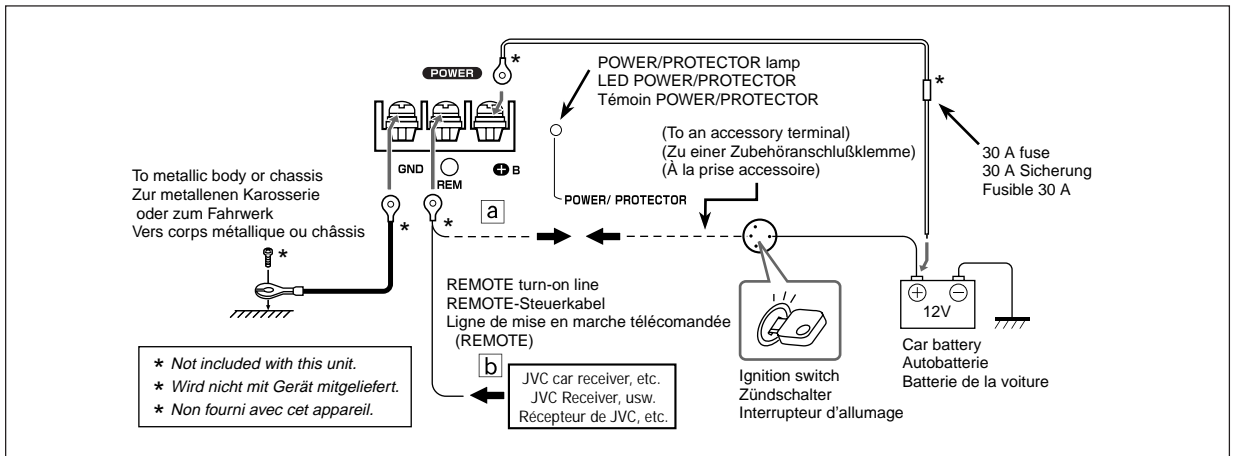 POWER
*
POWER/PROTECTOR lamp
LED POWER/PROTECTOR
Témoin POWER/PROTECTOR
*
(To an accessory terminal)
(Zu einer Zubehöranschlußklemme)
(À la prise accessoire)
30 A fuse
30 A Sicherung
Fusible 30 A
GND
REM
B
POWER/ PROTECTOR
To metallic body or chassis
Zur metallenen Karosserie
oder zum Fahrwerk
Vers corps métallique ou châssis
*
*
*
a
REMOTE turn-on line
REMOTE-Steuerkabel
Ligne de mise en marche télécomandée
(REMOTE)
b
JVC car receiver, etc.
JVC Receiver, usw.
Récepteur de JVC, etc.
Ignition switch
Zündschalter
Interrupteur d'allumage
12V
Car battery
Autobatterie
Batterie de la voiture
* Not included with this unit.
* Wird nicht mit Gerät mitgeliefert.
* Non fourni avec cet appareil.